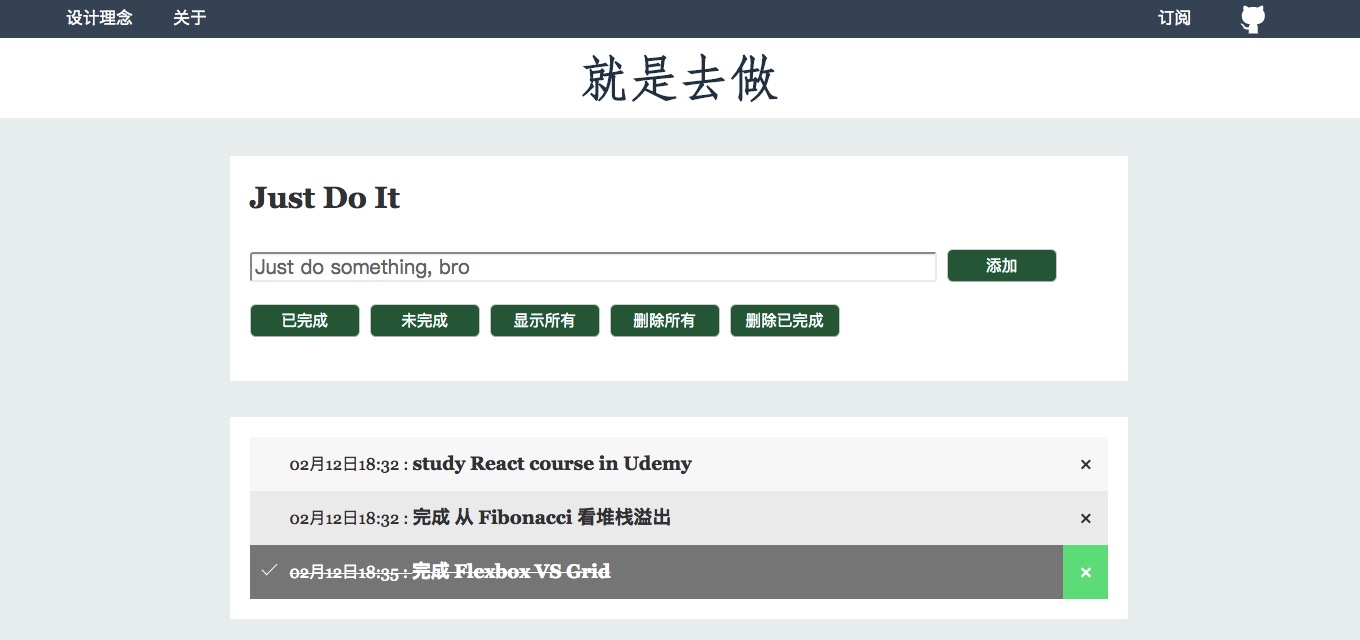 设计理念 关于 订阅
就是去做
Just Do It
Just do something, bro 添加
已完成 未完成 显示所有 删除所有 删除已完成
02月12日18:32 : study React course in Udemy ×
02月12日18:32 : 完成 从 Fibonacci 看堆栈溢出 ×
02月12日18:35 : 完成 Flexbox VS Grid ×